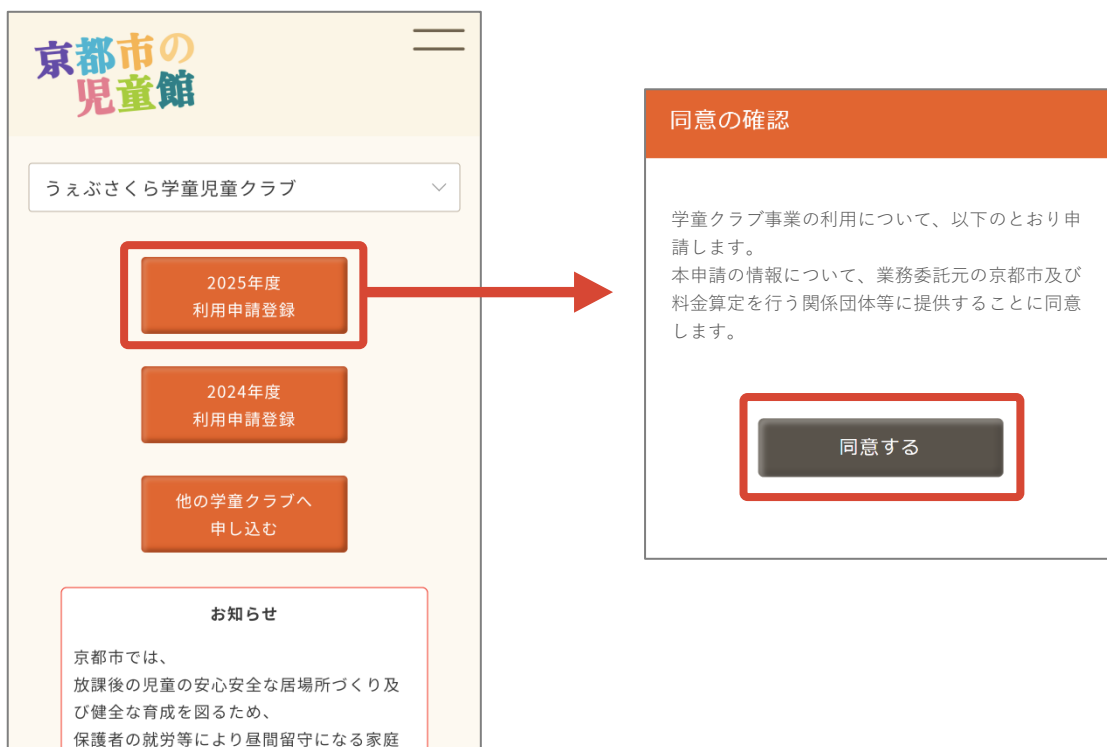 京都市の
児童館
うぇぶさくら学童児童クラブ
2025年度
利用申請登録
2024年度
利用申請登録
他の学童クラブへ
申し込む
お知らせ
京都市では、
放課後の児童の安心安全な居場所づくり及
び健全な育成を図るため、
保護者の就労等により昼間留守になる家庭
同意の確認
学童クラブ事業の利用について、以下のとおり申
請します。
本申請の情報について、業務委託元の京都市及び
料金算定を行う関係団体等に提供することに同意
します。
同意する